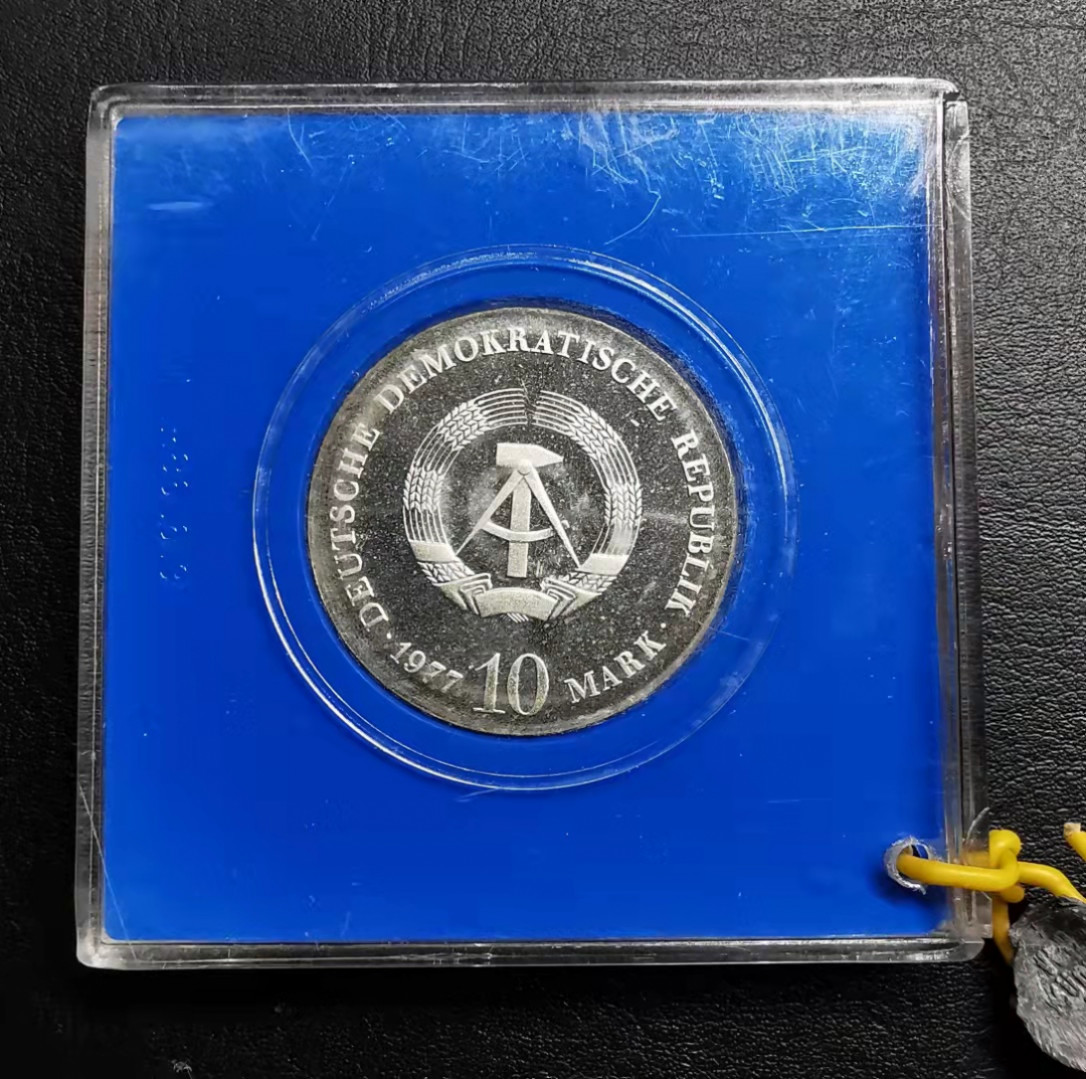 · DEUTSCHE DEMOKRATISCHE REPUBLIK ·
1977 10 MARK